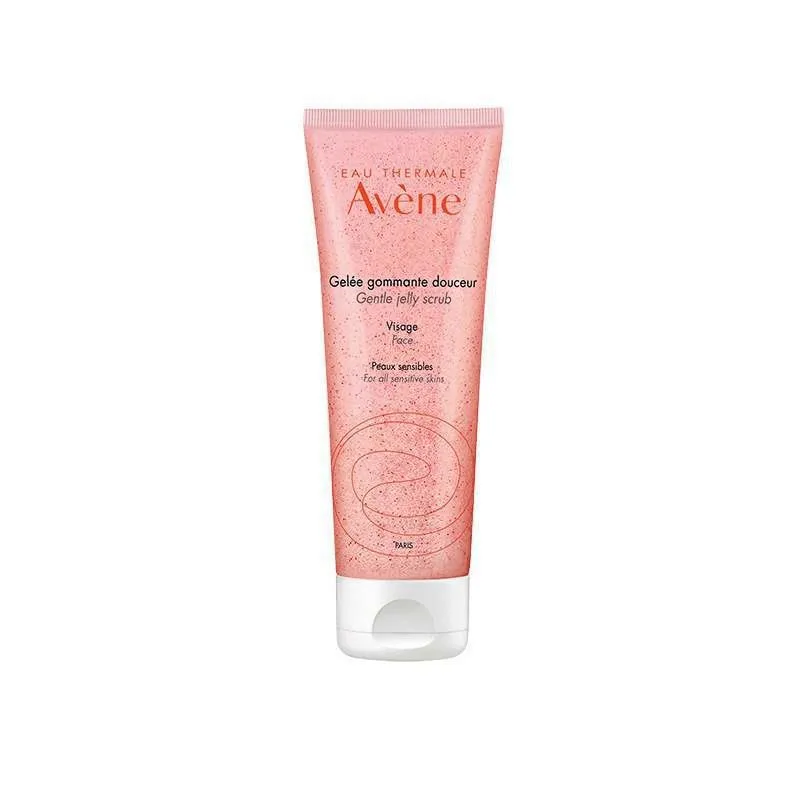 EAU THERMALE
Avène
Gelée gommante douceur
Gentle jelly scrub
Visage
Face
Peaux sensibles
For all sensitive skins
PARIS